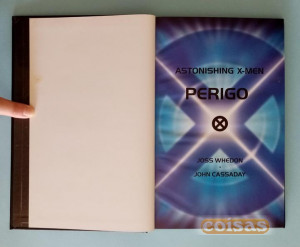 ASTONISHING X-MEN
PERIGO
JOSS WHEDON
JOHN CASSADAY
coisas